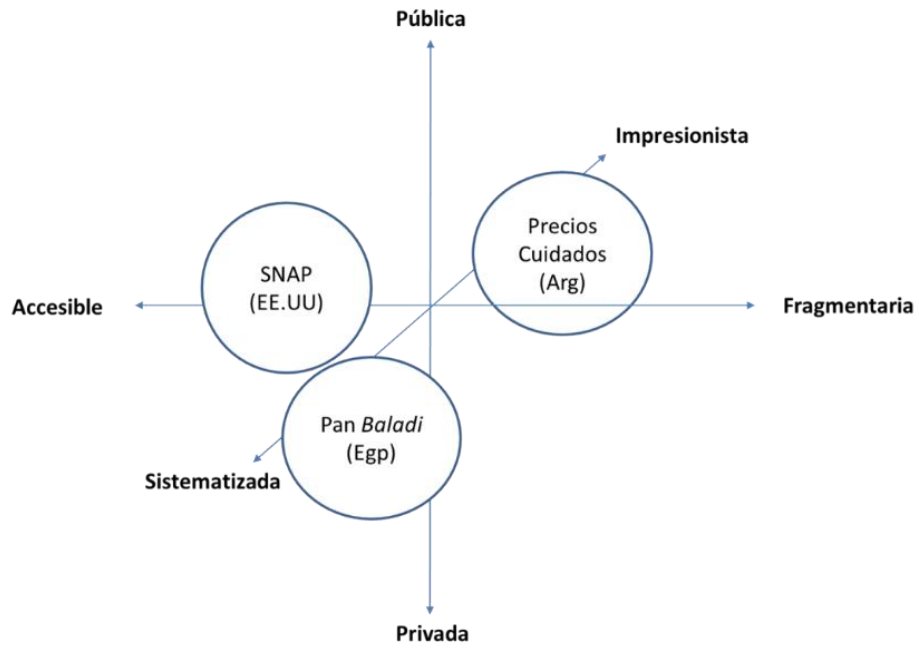 Pública
Impresionista
Precios
Cuidados
(Arg)
SNAP
(EE.UU)
Accesible
Fragmentaria
Pan Baladi
(Egp)
Sistematizada
Privada